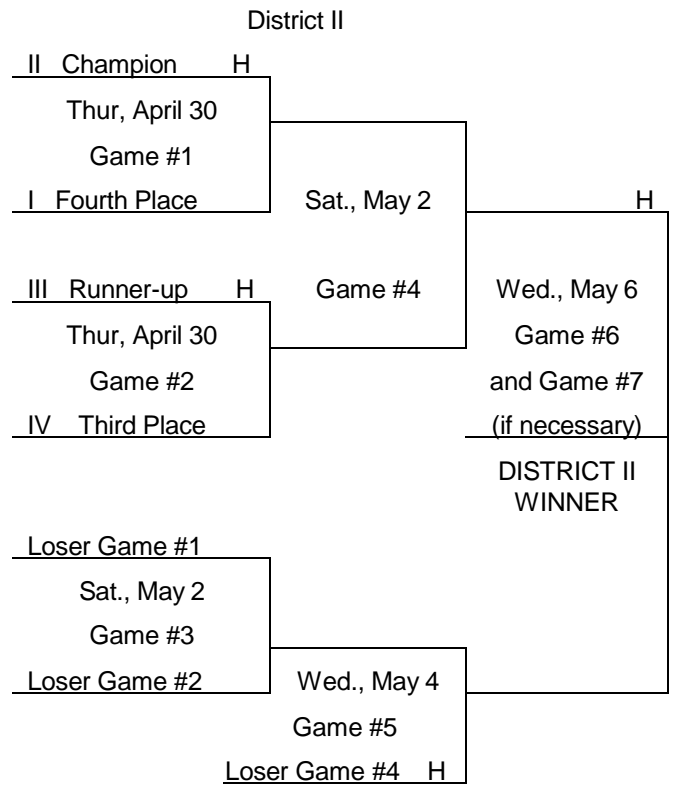 District II
II Champion H
Thur, April 30
Game #1
I Fourth Place
Sat., May 2
H
III Runner-up H
Game #4
Wed., May 6
Thur, April 30
Game #6
Game #2
and Game #7
IV Third Place
(if necessary)
DISTRICT II
WINNER
Loser Game #1
Sat., May 2
Game #3
Loser Game #2
Wed., May 4
Game #5
Loser Game #4 H